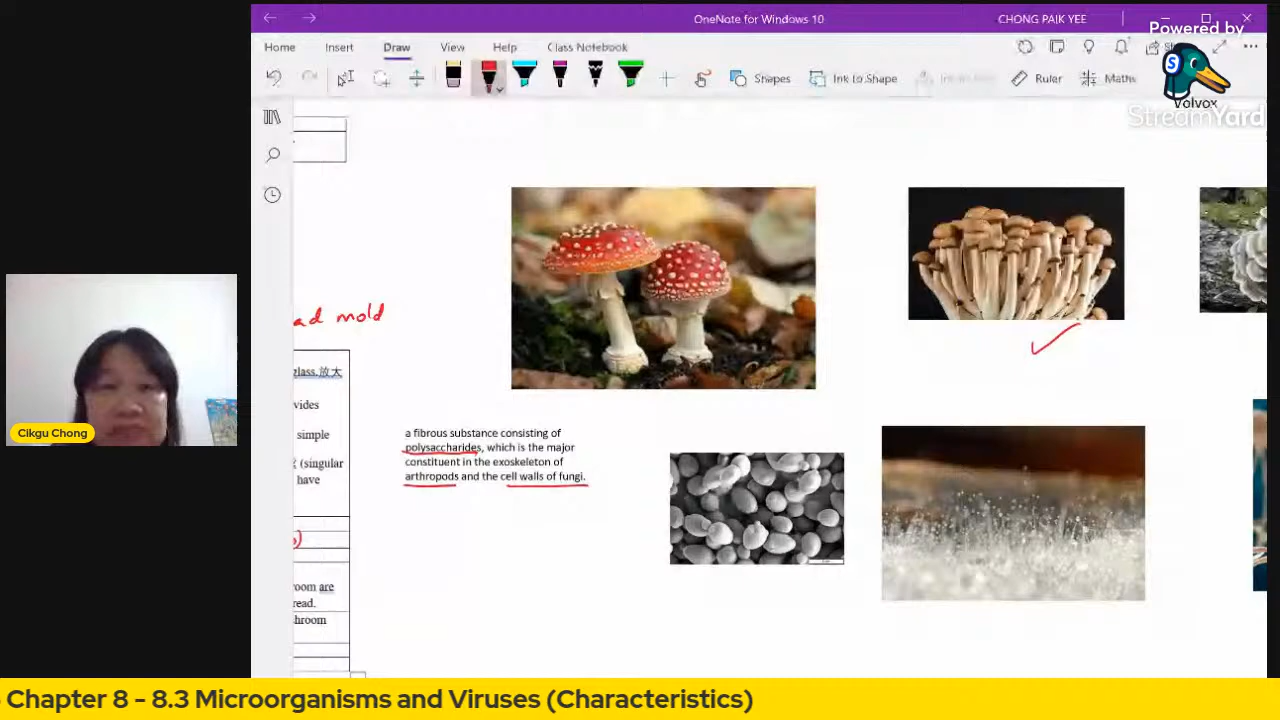 OneNote for Windows 10
CHONG PAIK YEE
Powered by
Home Insert Draw View Help Class Notebook
Shapes Ink to Shape Ruler Maths
Volvox
StreamYard
ad mold
glass.放大
vides
simple
(singular
have
oom are
read.
hroom
a fibrous substance consisting of
polysaccharides, which is the major
constituent in the exoskeleton of
arthropods and the cell walls of fungi.
Cikgu Chong
Chapter 8 - 8.3 Microorganisms and Viruses (Characteristics)